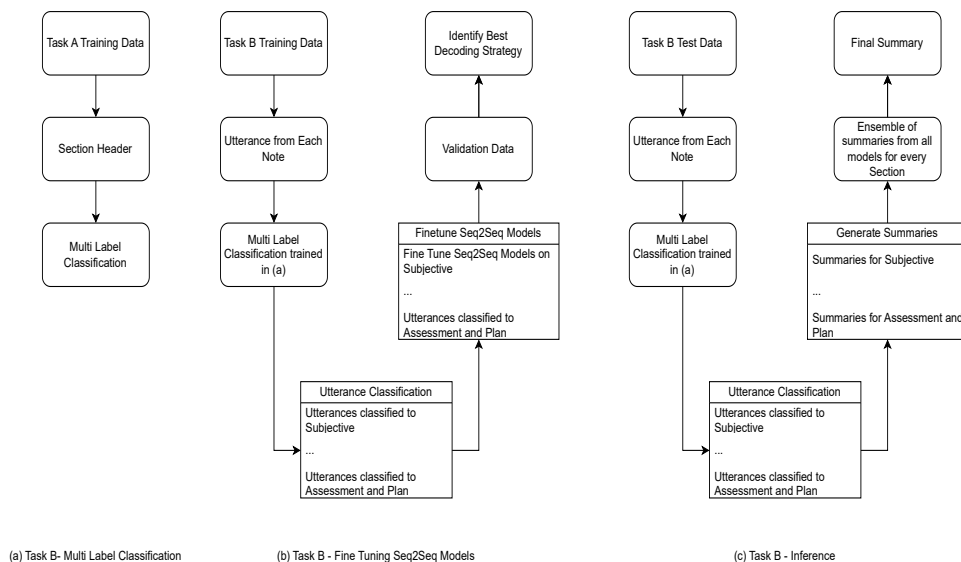 Task A Training Data
Section Header
Multi Label
Classification
(a) Task B- Multi Label Classification
Task B Training Data
Utterance from Each
Note
Multi Label
Classification trained
in (a)
Utterance Classification
Utterances classified to
Subjective
...
Utterances classified to
Assessment and Plan
Finetune Seq2Seq Models
Fine Tune Seq2Seq Models on
Subjective
...
Utterances classified to
Assessment and Plan
Validation Data
Identify Best
Decoding Strategy
(b) Task B - Fine Tuning Seq2Seq Models
Task B Test Data
Utterance from Each
Note
Multi Label
Classification trained
in (a)
Utterance Classification
Utterances classified to
Subjective
...
Utterances classified to
Assessment and Plan
Generate Summaries
Summaries for Subjective
...
Summaries for Assessment and
Plan
Ensemble of
summaries from all
models for every
Section
Final Summary
(c) Task B - Inference